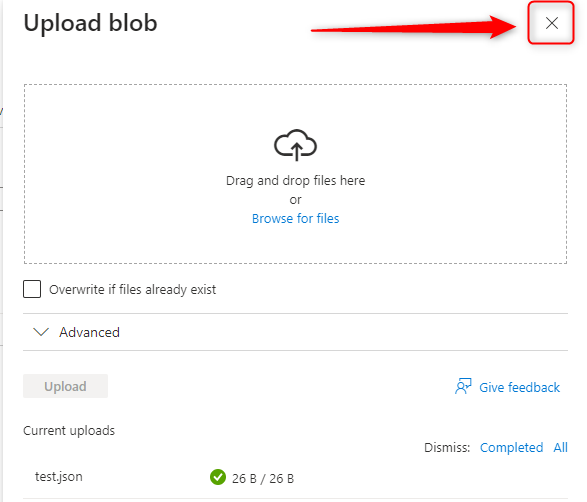 Upload blob
Drag and drop files here
or
Browse for files
Overwrite if files already exist
Advanced
Upload
Give feedback
Current uploads
Dismiss: Completed All
test.json 26 B / 26 B